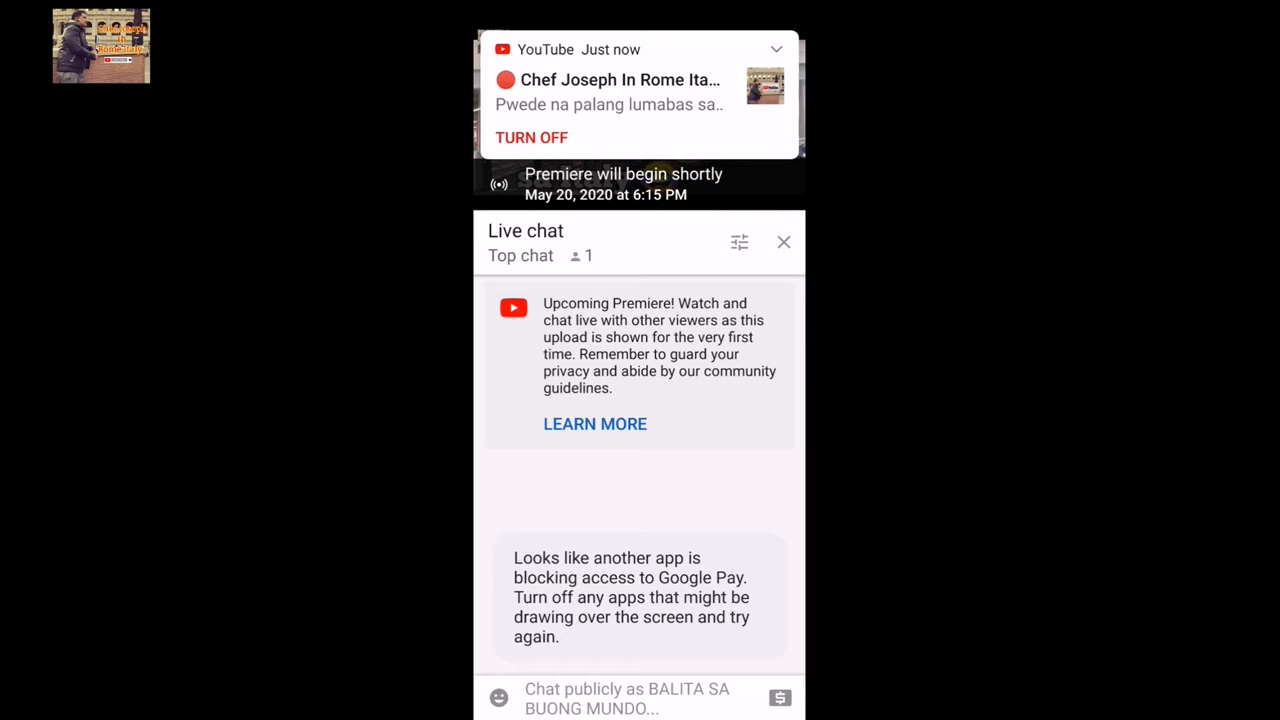 YouTube Just now
Chef Joseph In Rome Ita...
Pwede na palang lumabas sa..
TURN OFF
Premiere will begin shortly
May 20, 2020 at 6:15 PM
Live chat
Top chat 1
Upcoming Premiere! Watch and
chat live with other viewers as this
upload is shown for the very first
time. Remember to guard your
privacy and abide by our community
guidelines.
LEARN MORE
Looks like another app is
blocking access to Google Pay.
Turn off any apps that might be
drawing over the screen and try
again.
Chat publicly as BALITA SA
BUONG MUNDO...